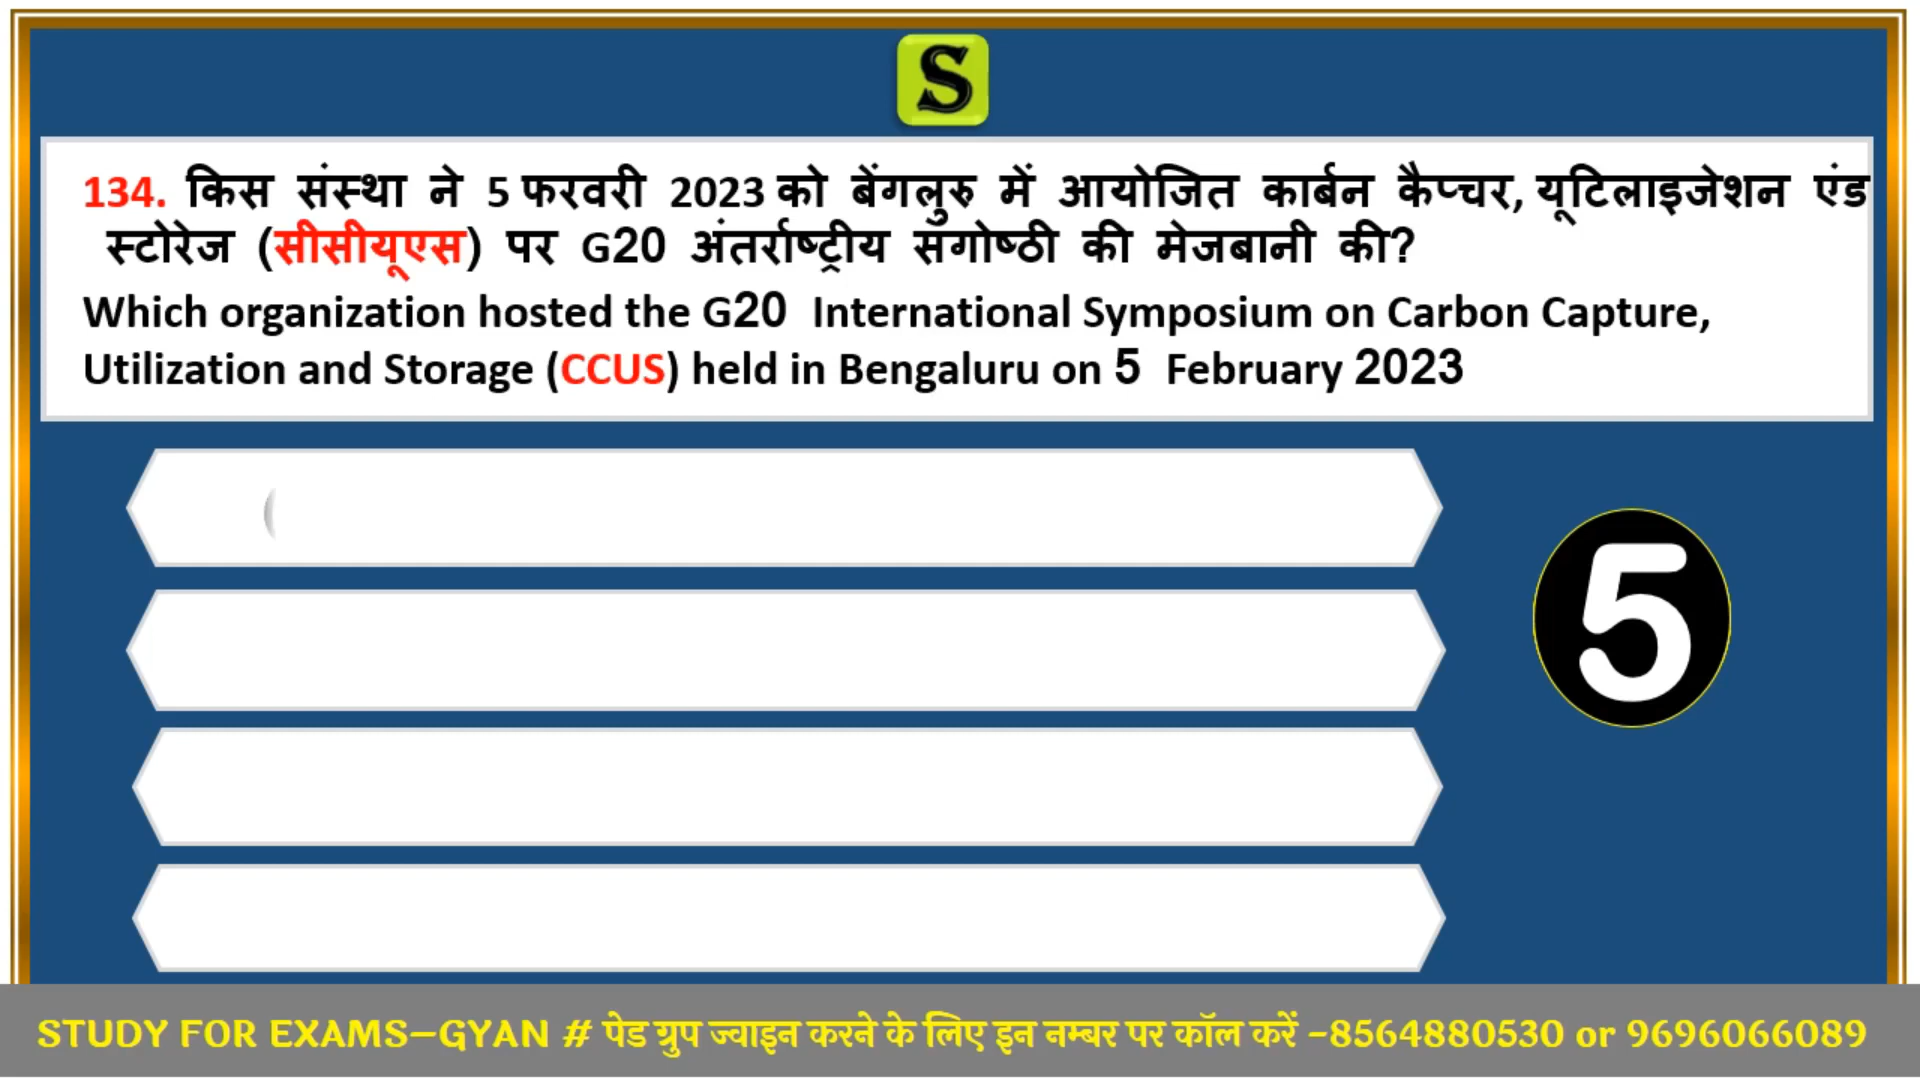 S
134. किस संस्था ने 5 फरवरी 2023 को बेंगलुरु में आयोजित कार्बन कैप्चर, यूटिलाइजेशन एंड
स्टोरेज (सीसीयूएस) पर G20 अंतर्राष्ट्रीय संगोष्ठी की मेजबानी की?
Which organization hosted the G20 International Symposium on Carbon Capture,
Utilization and Storage (CCUS) held in Bengaluru on 5 February 2023
(
5
STUDY FOR EXAMS–GYAN # पेड ग्रुप ज्वाइन करने के लिए इन नम्बर पर कॉल करें -8564880530 or 9696066089